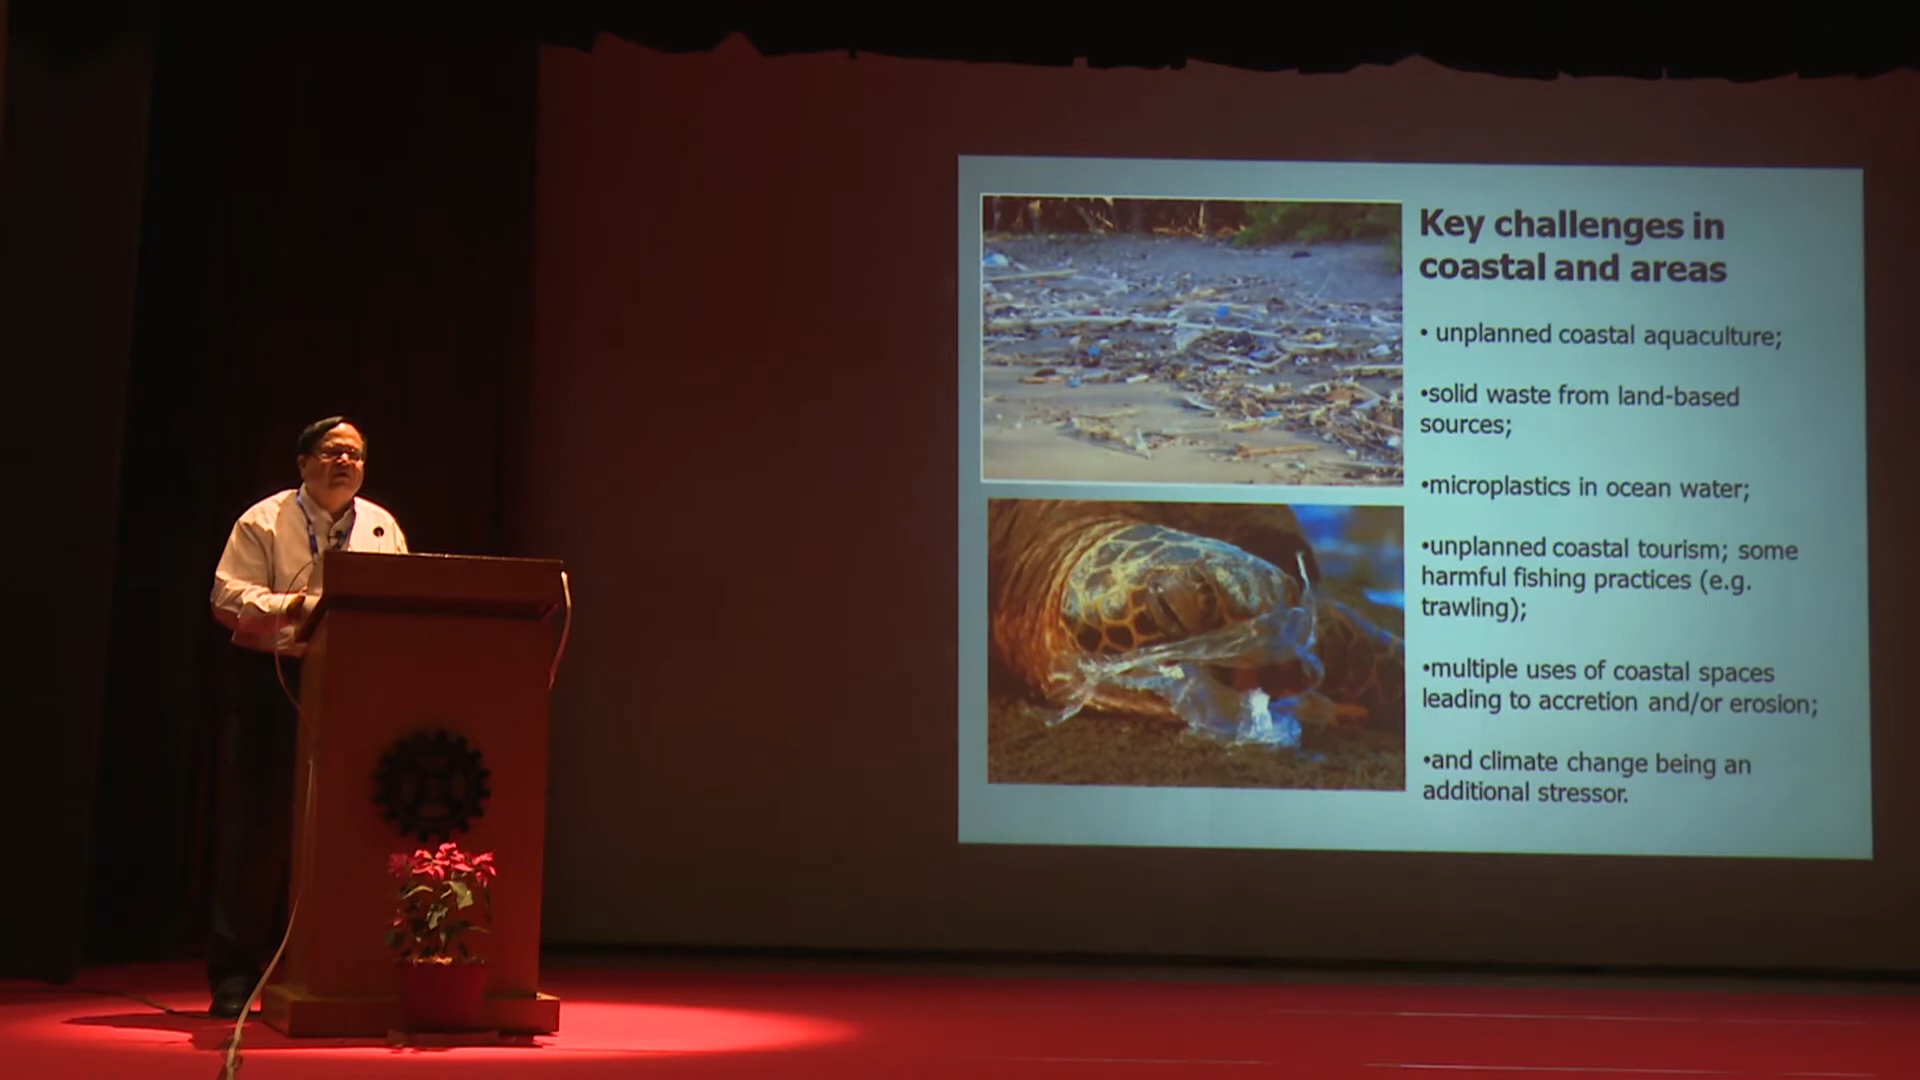 Key challenges in
coastal and areas
• unplanned coastal aquaculture;
•solid waste from land-based
sources;
•microplastics in ocean water;
•unplanned coastal tourism; some
harmful fishing practices (e.g.
trawling);
•multiple uses of coastal spaces
leading to accretion and/or erosion;
•and climate change being an
additional stressor.